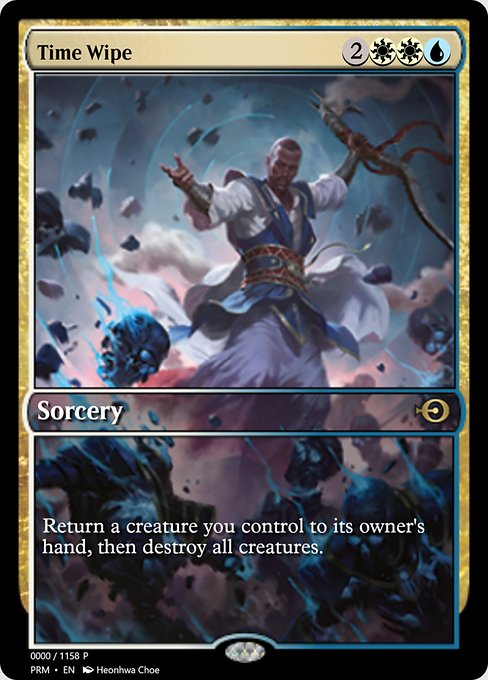 Time Wipe 2
Sorcery
Return a creature you control to its owner's
hand, then destroy all creatures.
0000 / 1158 P
PRM • EN Heonhwa Choe